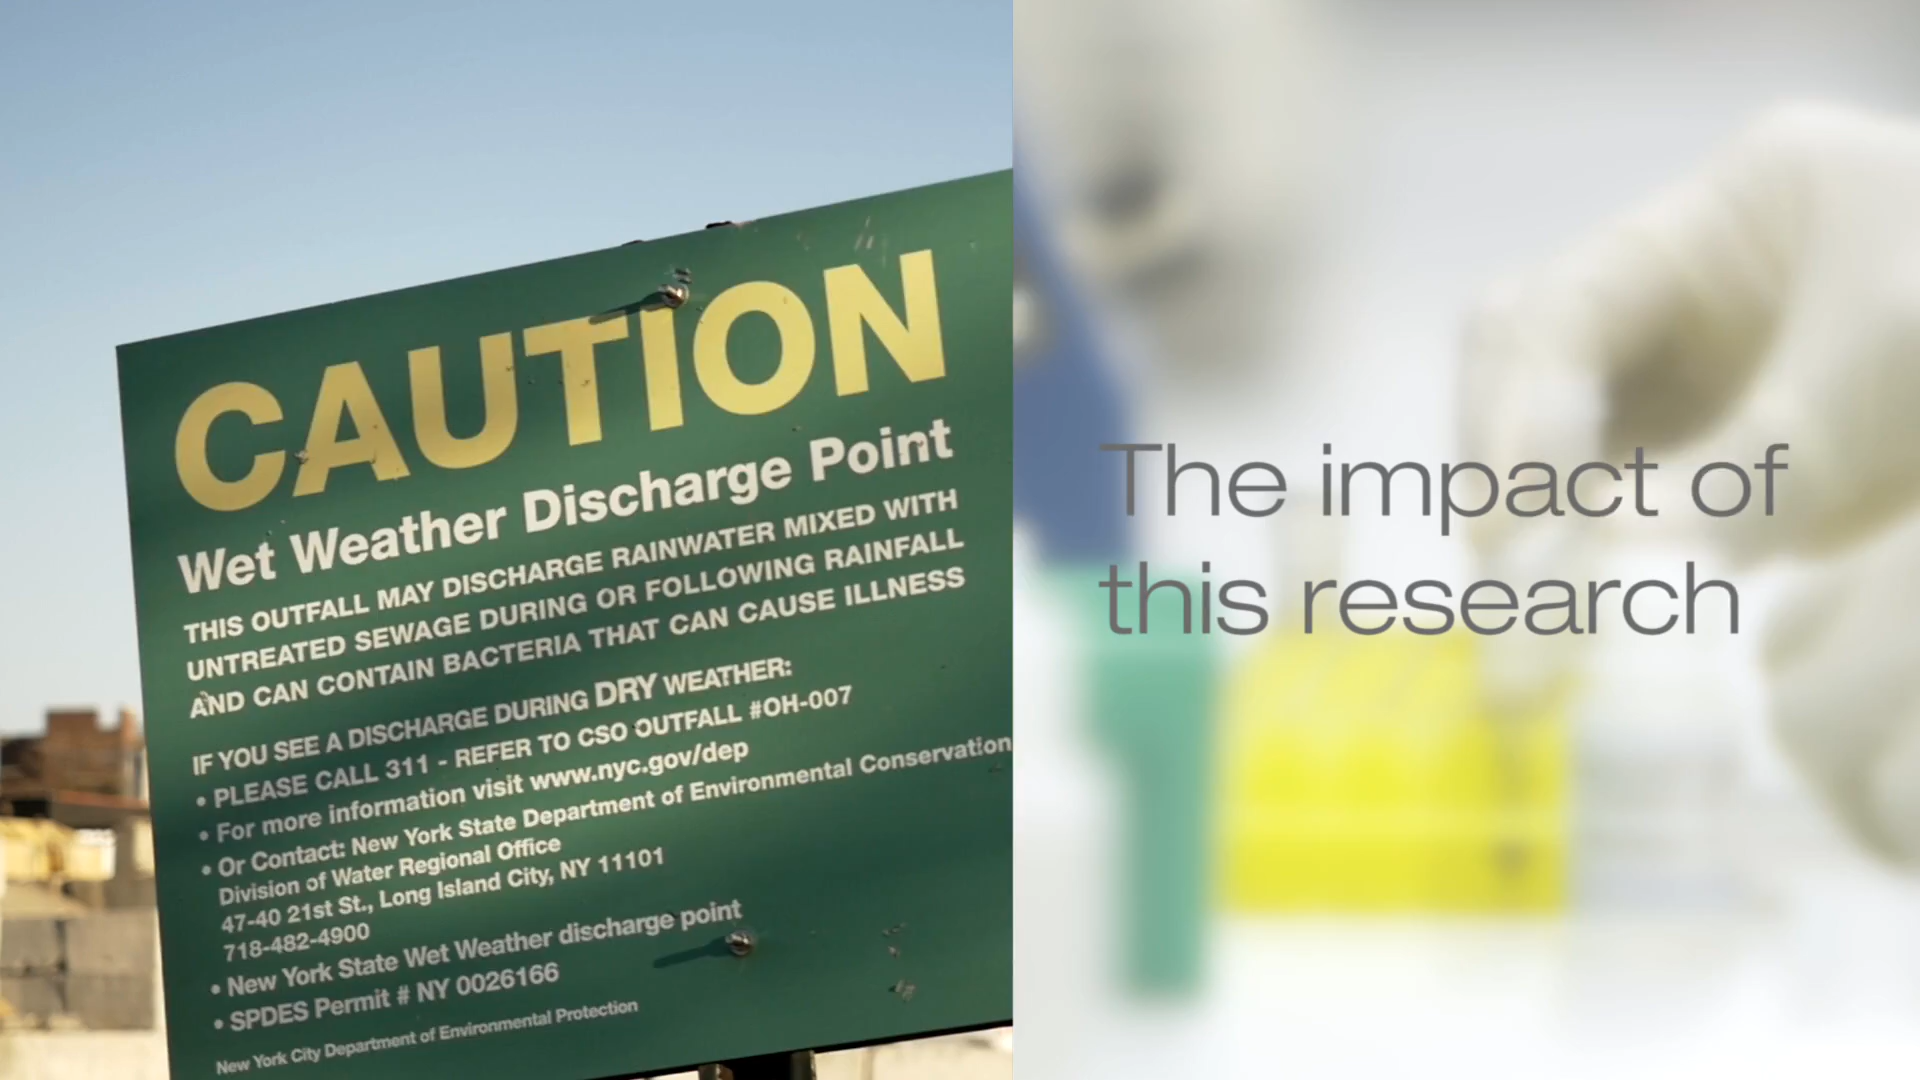 CAUTION
Wet Weather Discharge Point
THIS OUTFALL MAY DISCHARGE RAINWATER MIXED WITH
UNTREATED SEWAGE DURING OR FOLLOWING RAINFALL
AND CAN CONTAIN BACTERIA THAT CAN CAUSE ILLNESS
IF YOU SEE A DISCHARGE DURING DRY WEATHER:
• PLEASE CALL 311 - REFER TO CSO OUTFALL #OH-007
• For more information visit www.nyc.gov/dep
• Or Contact: New York State Department of Environmental Conservation
Division of Water Regional Office
47-40 21st St., Long Island City, NY 11101
718-482-4900
• New York State Wet Weather discharge point
• SPDES Permit # NY 0026166
New York City Department of Environmental Protection
The impact of
this research